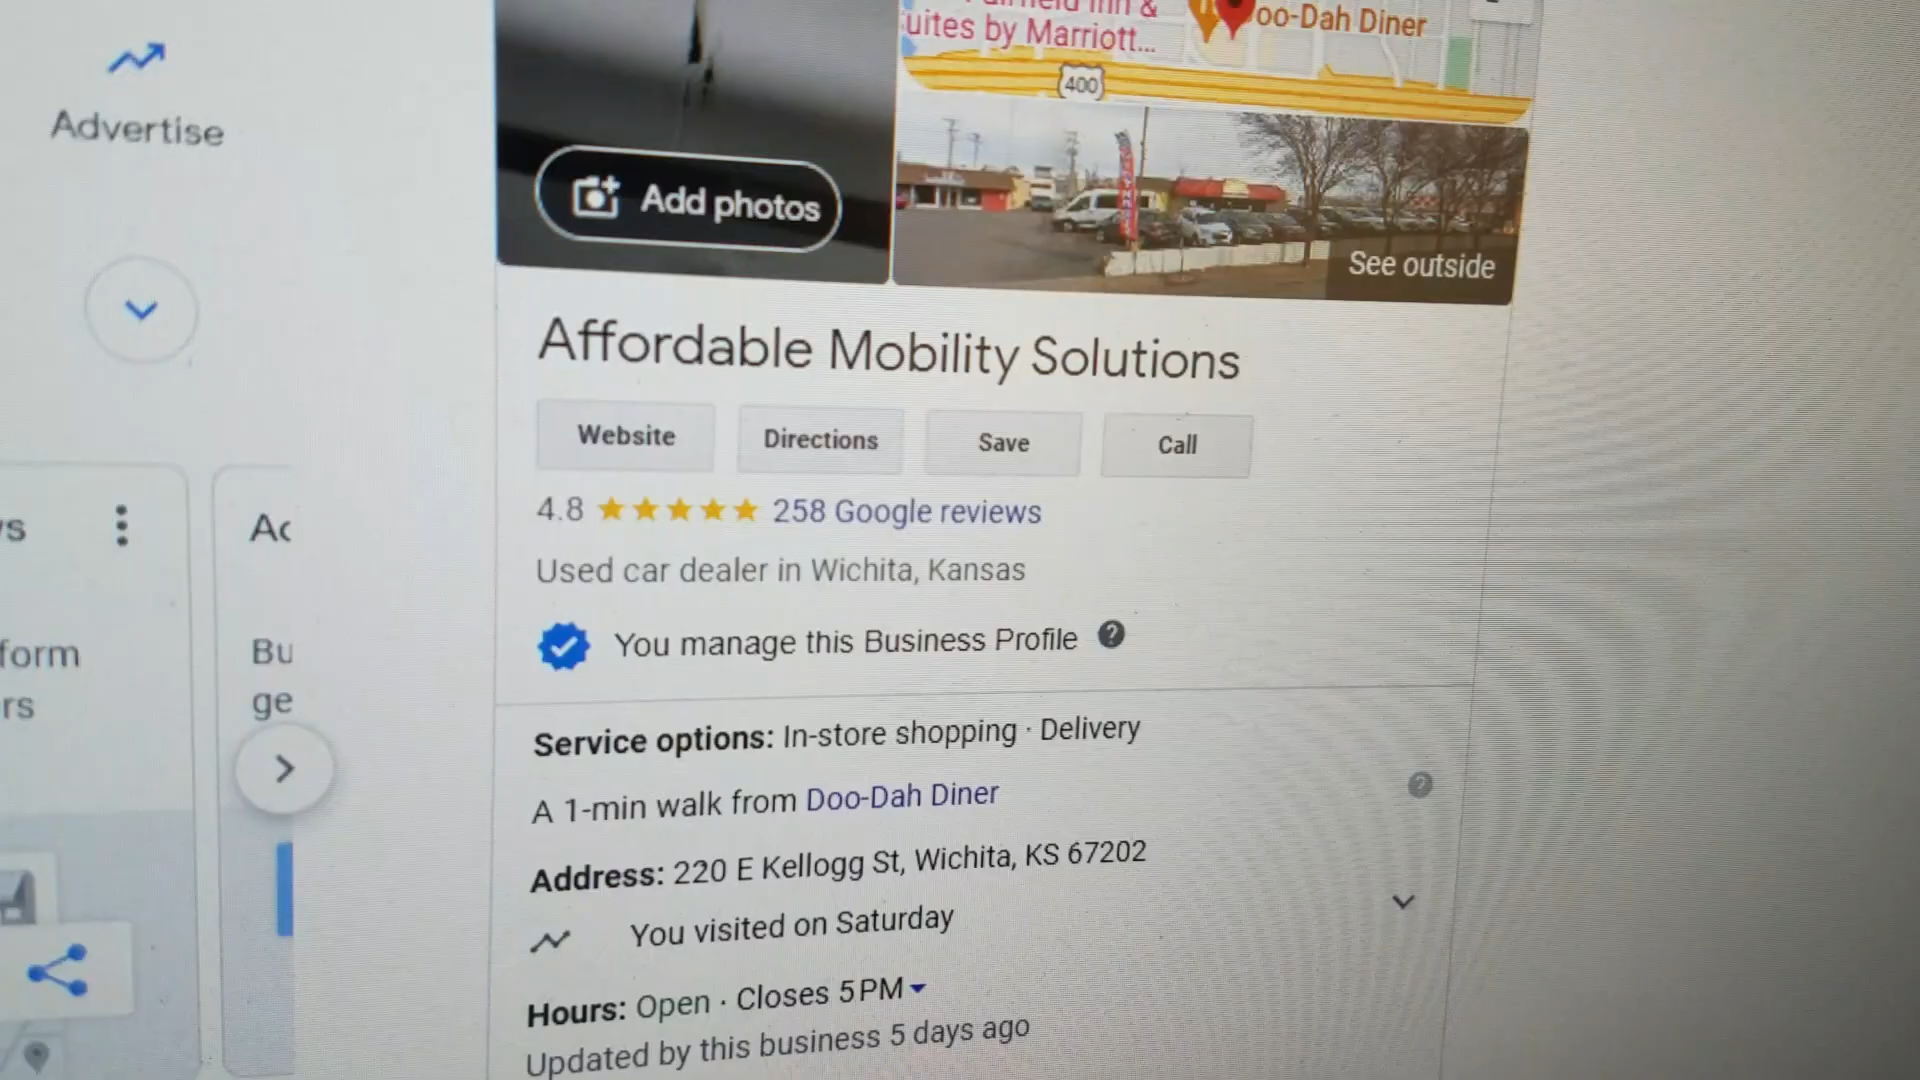 uites by Marriott...
oo-Dah Diner
400
Advertise
Add photos
See outside
Affordable Mobility Solutions
Website
Directions
Save
Call
4.8
258 Google reviews
Used car dealer in Wichita, Kansas
You manage this Business Profile
Service options: In-store shopping · Delivery
A 1-min walk from Doo-Dah Diner
Address: 220 E Kellogg St, Wichita, KS 67202
You visited on Saturday
Hours: Open · Closes 5 PM
Updated by this business 5 days ago
Ac
form
rs
Bu
ge